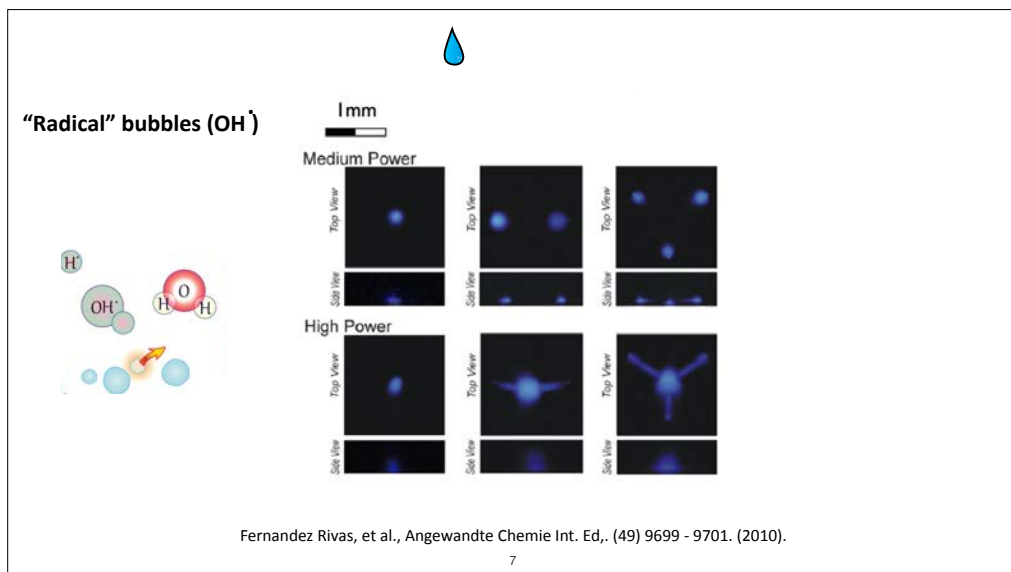 “Radical” bubbles (OH˙)
1mm
Medium Power
Top View
Top View
Top View
Side View
Side View
Side View
High Power
Top View
Top View
Top View
Side View
Side View
Side View
H˙
OH˙
H O H
Fernandez Rivas, et al., Angewandte Chemie Int. Ed,. (49) 9699 - 9701. (2010).
7